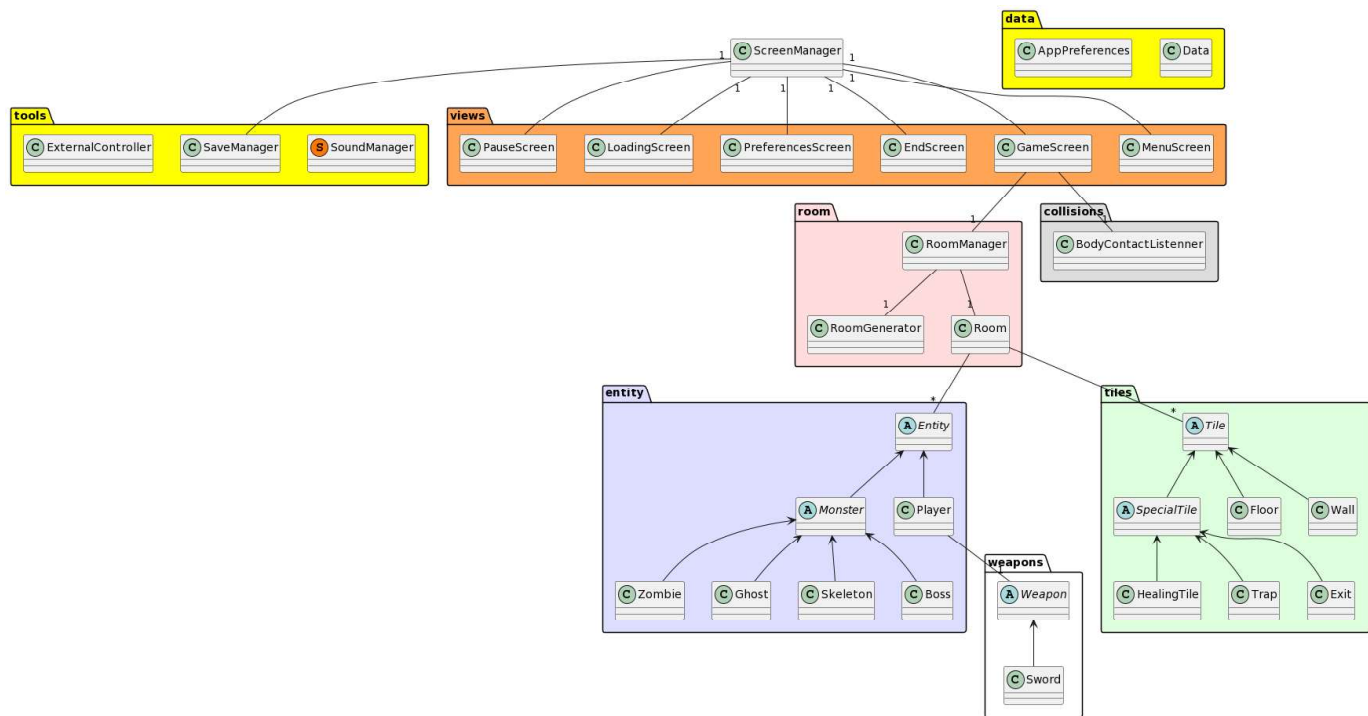 data
C ScreenManager
C AppPreferences
C Data
1
1
1
1
1
1
1
tools
views
C ExternalController
C SaveManager
S SoundManager
C PauseScreen
C LoadingScreen
C PreferencesScreen
C EndScreen
C GameScreen
C MenuScreen
room
collisions
1
1
C RoomManager
C BodyContactListenner
1
1
C RoomGenerator
C Room
entity
tiles
*
*
A Entity
A Tile
A Monster
C Player
A SpecialTile
C Floor
C Wall
weapons
1
C Zombie
C Ghost
C Skeleton
C Boss
A Weapon
C HealingTile
C Trap
C Exit
C Sword